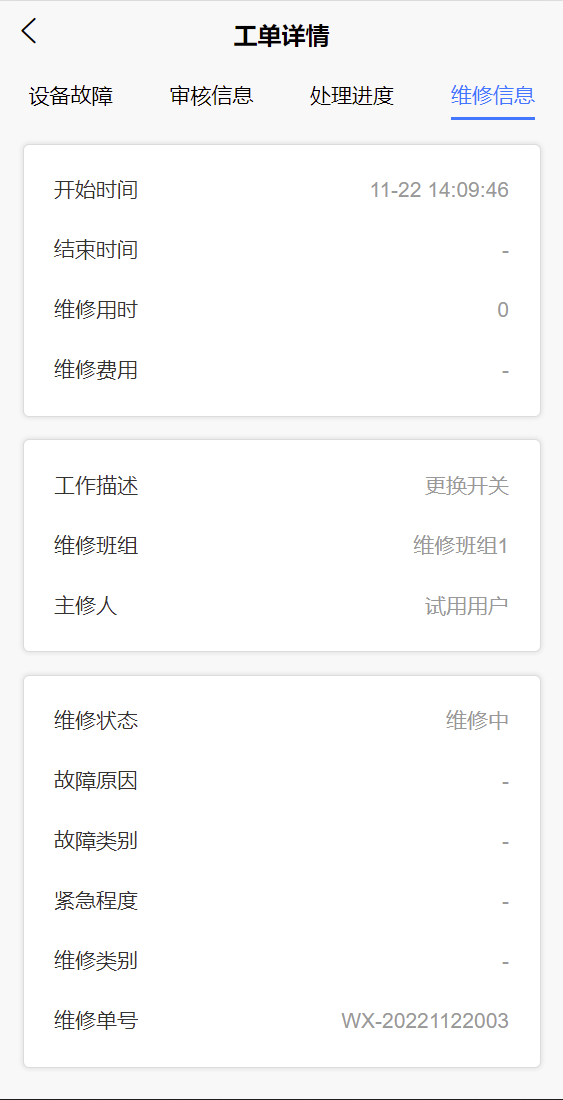 工单详情
设备故障 审核信息 处理进度 维修信息
开始时间 11-22 14:09:46
结束时间 -
维修用时 0
维修费用 -
工作描述 更换开关
维修班组 维修班组1
主修人 试用用户
维修状态 维修中
故障原因 -
故障类别 -
紧急程度 -
维修类别 -
维修单号 WX-20221122003